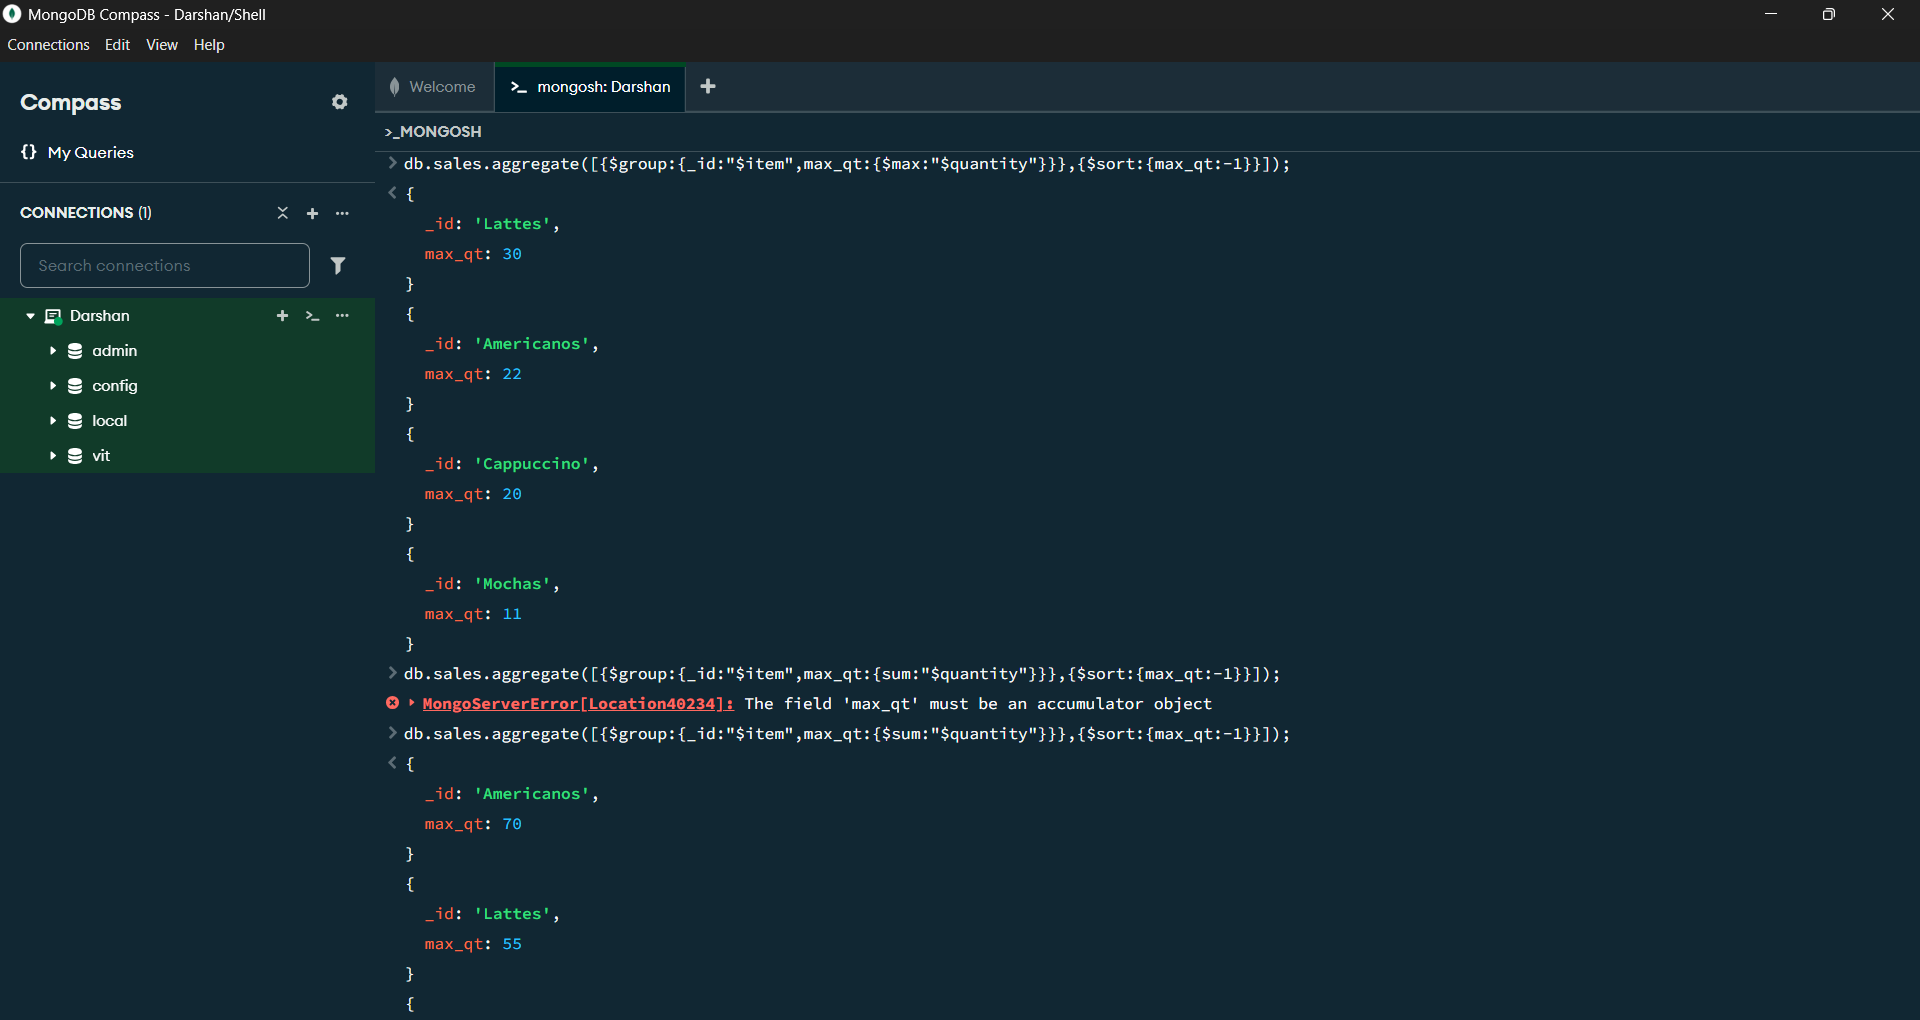 MongoDB Compass - Darshan/Shell
Connections Edit View Help
Compass
{} My Queries
CONNECTIONS (1)
Search connections
Darshan
admin
config
local
vit
Welcome
>_ mongosh: Darshan
>_MONGOSH
> db.sales.aggregate([{$group:{_id:"$item",max_qt:{$max:"$quantity"}}},{$sort:{max_qt:-1}}]);
< {
_id: 'Lattes',
max_qt: 30
}
{
_id: 'Americanos',
max_qt: 22
}
{
_id: 'Cappuccino',
max_qt: 20
}
{
_id: 'Mochas',
max_qt: 11
}
> db.sales.aggregate([{$group:{_id:"$item",max_qt:{sum:"$quantity"}}},{$sort:{max_qt:-1}}]);
MongoServerError[Location40234]: The field 'max_qt' must be an accumulator object
> db.sales.aggregate([{$group:{_id:"$item",max_qt:{$sum:"$quantity"}}},{$sort:{max_qt:-1}}]);
< {
_id: 'Americanos',
max_qt: 70
}
{
_id: 'Lattes',
max_qt: 55
}
{